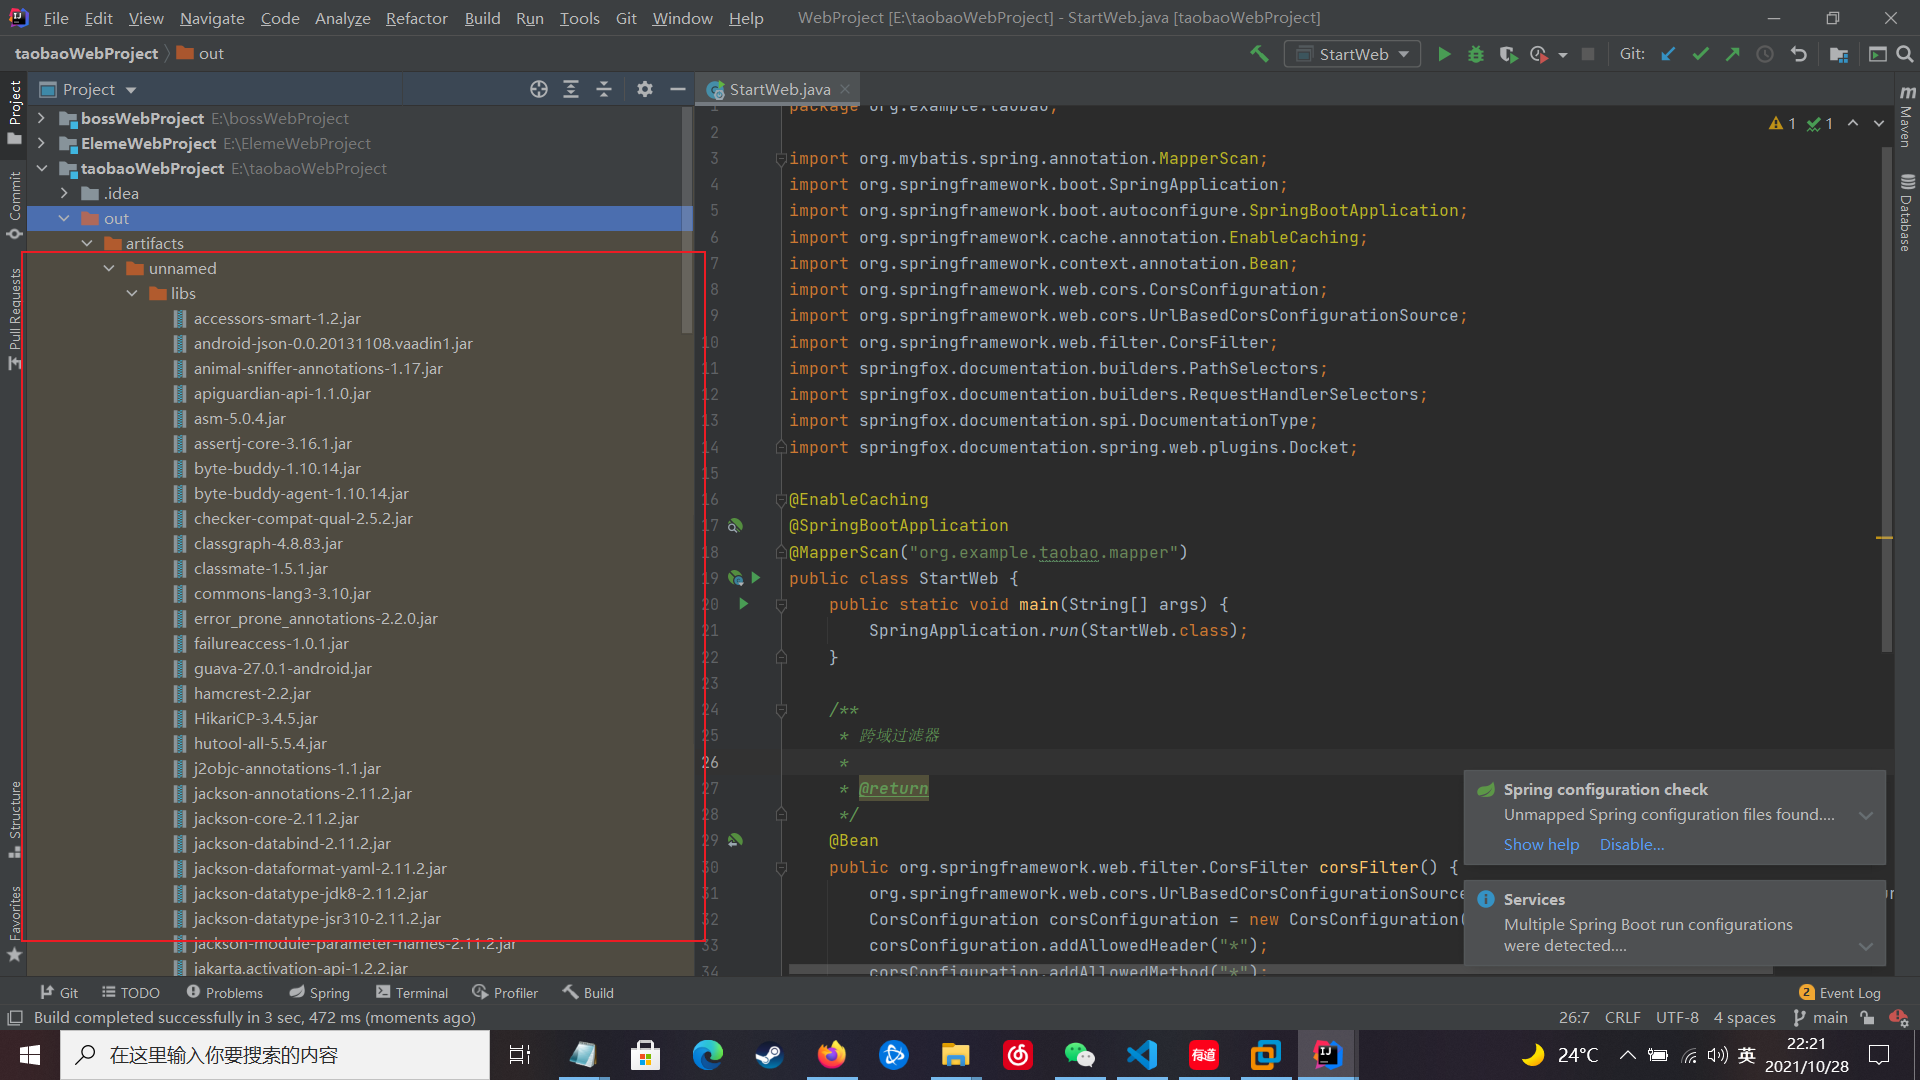 File Edit View Navigate Code Analyze Refactor Build Run Tools Git Window Help WebProject [E:\taobaoWebProject] - StartWeb.java [taobaoWebProject]
taobaoWebProject out StartWeb Git:
Project StartWeb.java
bossWebProject E:\bossWebProject
ElemeWebProject E:\ElemeWebProject
taobaoWebProject E:\taobaoWebProject
.idea
out
artifacts
unnamed
libs
accessors-smart-1.2.jar
android-json-0.0.20131108.vaadin1.jar
animal-sniffer-annotations-1.17.jar
apiguardian-api-1.1.0.jar
asm-5.0.4.jar
assertj-core-3.16.1.jar
byte-buddy-1.10.14.jar
byte-buddy-agent-1.10.14.jar
checker-compat-qual-2.5.2.jar
classgraph-4.8.83.jar
classmate-1.5.1.jar
commons-lang3-3.10.jar
error_prone_annotations-2.2.0.jar
failureaccess-1.0.1.jar
guava-27.0.1-android.jar
hamcrest-2.2.jar
HikariCP-3.4.5.jar
hutool-all-5.5.4.jar
j2objc-annotations-1.1.jar
jackson-annotations-2.11.2.jar
jackson-core-2.11.2.jar
jackson-databind-2.11.2.jar
jackson-dataformat-yaml-2.11.2.jar
jackson-datatype-jdk8-2.11.2.jar
jackson-datatype-jsr310-2.11.2.jar
jackson-module-parameter-names-2.11.2.jar
jakarta.activation-api-1.2.2.jar
Project
Commit
Pull Requests
Structure
Favorites
1 package org.example.taobao;
2
3 import org.mybatis.spring.annotation.MapperScan;
4 import org.springframework.boot.SpringApplication;
5 import org.springframework.boot.autoconfigure.SpringBootApplication;
6 import org.springframework.cache.annotation.EnableCaching;
7 import org.springframework.context.annotation.Bean;
8 import org.springframework.web.cors.CorsConfiguration;
9 import org.springframework.web.cors.UrlBasedCorsConfigurationSource;
10 import org.springframework.web.filter.CorsFilter;
11 import springfox.documentation.builders.PathSelectors;
12 import springfox.documentation.builders.RequestHandlerSelectors;
13 import springfox.documentation.spi.DocumentationType;
14 import springfox.documentation.spring.web.plugins.Docket;
15
16 @EnableCaching
17 @SpringBootApplication
18 @MapperScan("org.example.taobao.mapper")
19 public class StartWeb {
20 public static void main(String[] args) {
21 SpringApplication.run(StartWeb.class);
22 }
23
24 /**
25 * 跨域过滤器
26 *
27 * @return
28 */
29 @Bean
30 public org.springframework.web.filter.CorsFilter corsFilter() {
31 org.springframework.web.cors.UrlBasedCorsConfigurationSource
32 CorsConfiguration corsConfiguration = new CorsConfiguration(
33 corsConfiguration.addAllowedHeader("*");
34 corsConfiguration.addAllowedMethod("*");
1 1
Maven
Database
Spring configuration check
Unmapped Spring configuration files found....
Show help Disable...
Services
Multiple Spring Boot run configurations
were detected....
Git TODO Problems Spring Terminal Profiler Build 2 Event Log
Build completed successfully in 3 sec, 472 ms (moments ago) 26:7 CRLF UTF-8 4 spaces main
在这里输入你要搜索的内容 有道 24°C 英 22:21
2021/10/28